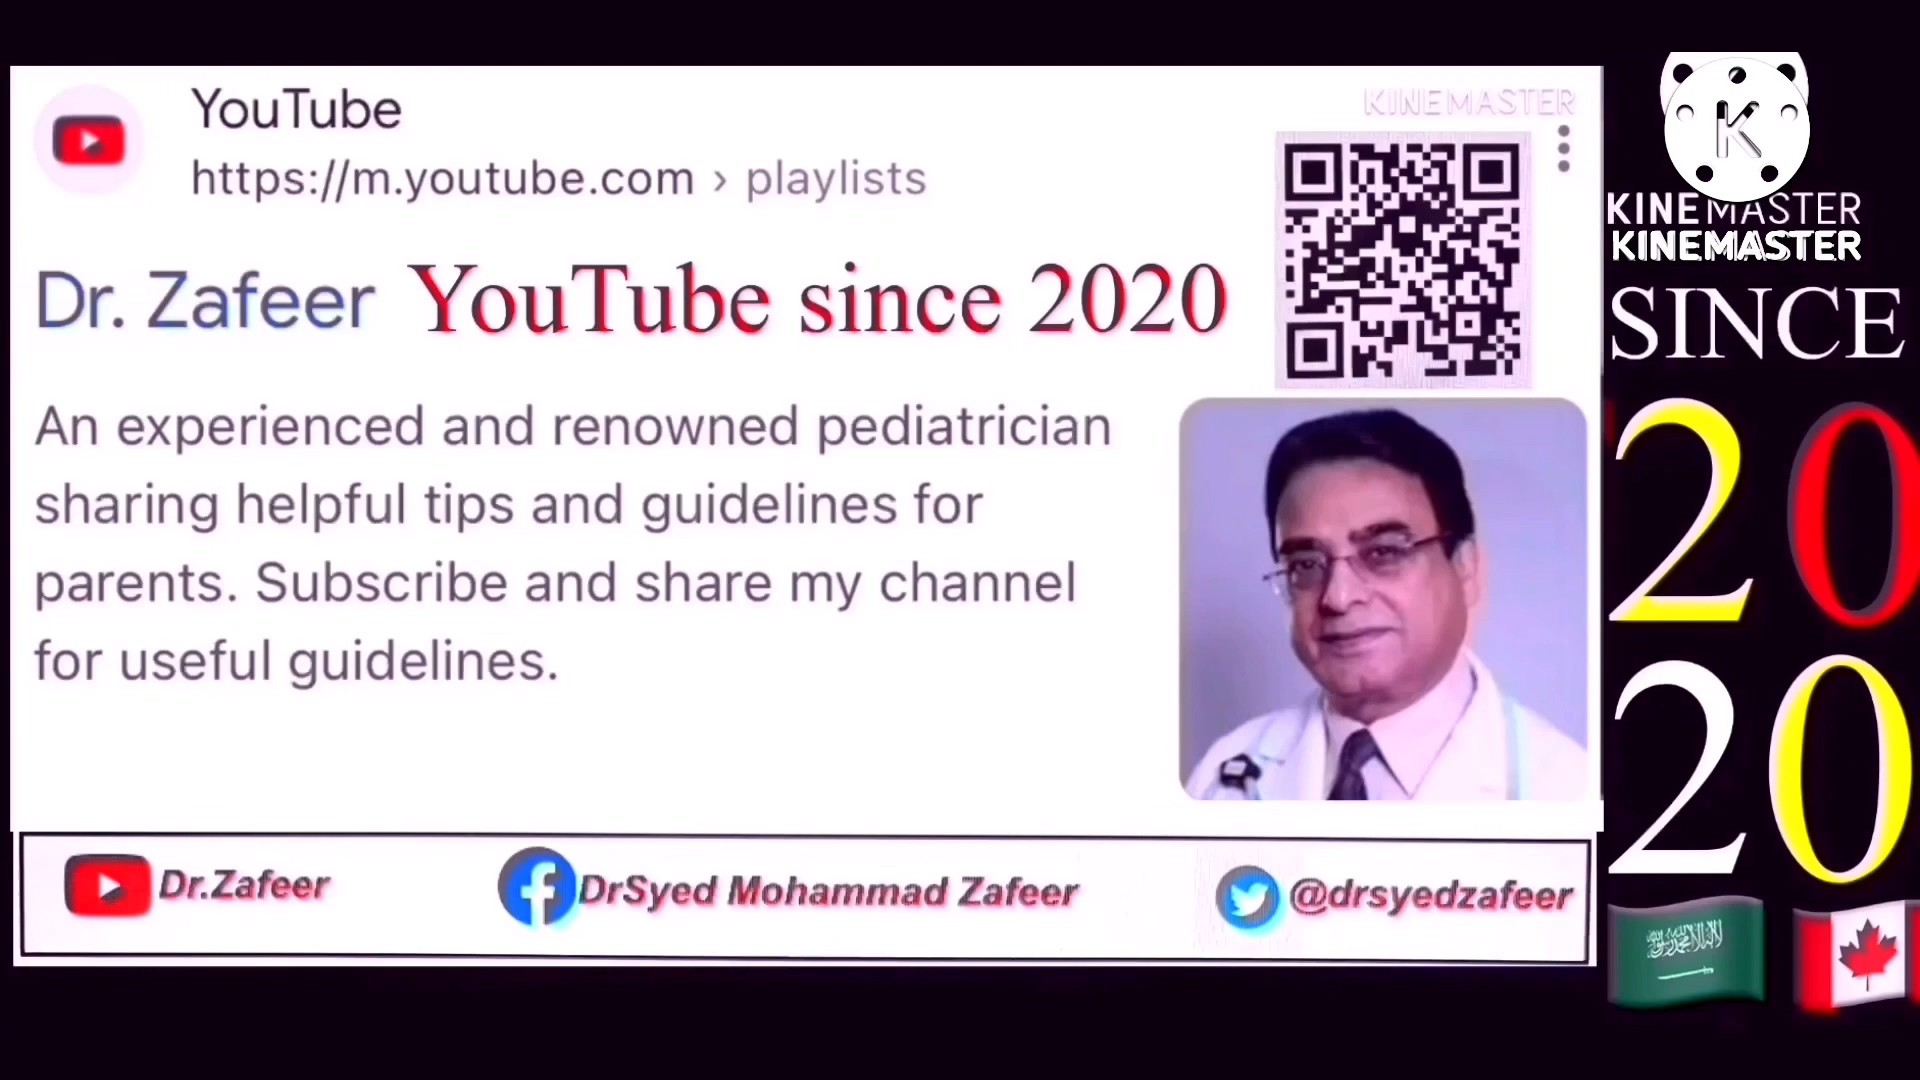 YouTube
https://m.youtube.com › playlists
KINEMASTER
Dr. Zafeer YouTube since 2020
An experienced and renowned pediatrician
sharing helpful tips and guidelines for
parents. Subscribe and share my channel
for useful guidelines.
Dr.Zafeer
DrSyed Mohammad Zafeer
@drsyedzafeer
K
KINEMASTER
KINEMASTER
SINCE
20
20